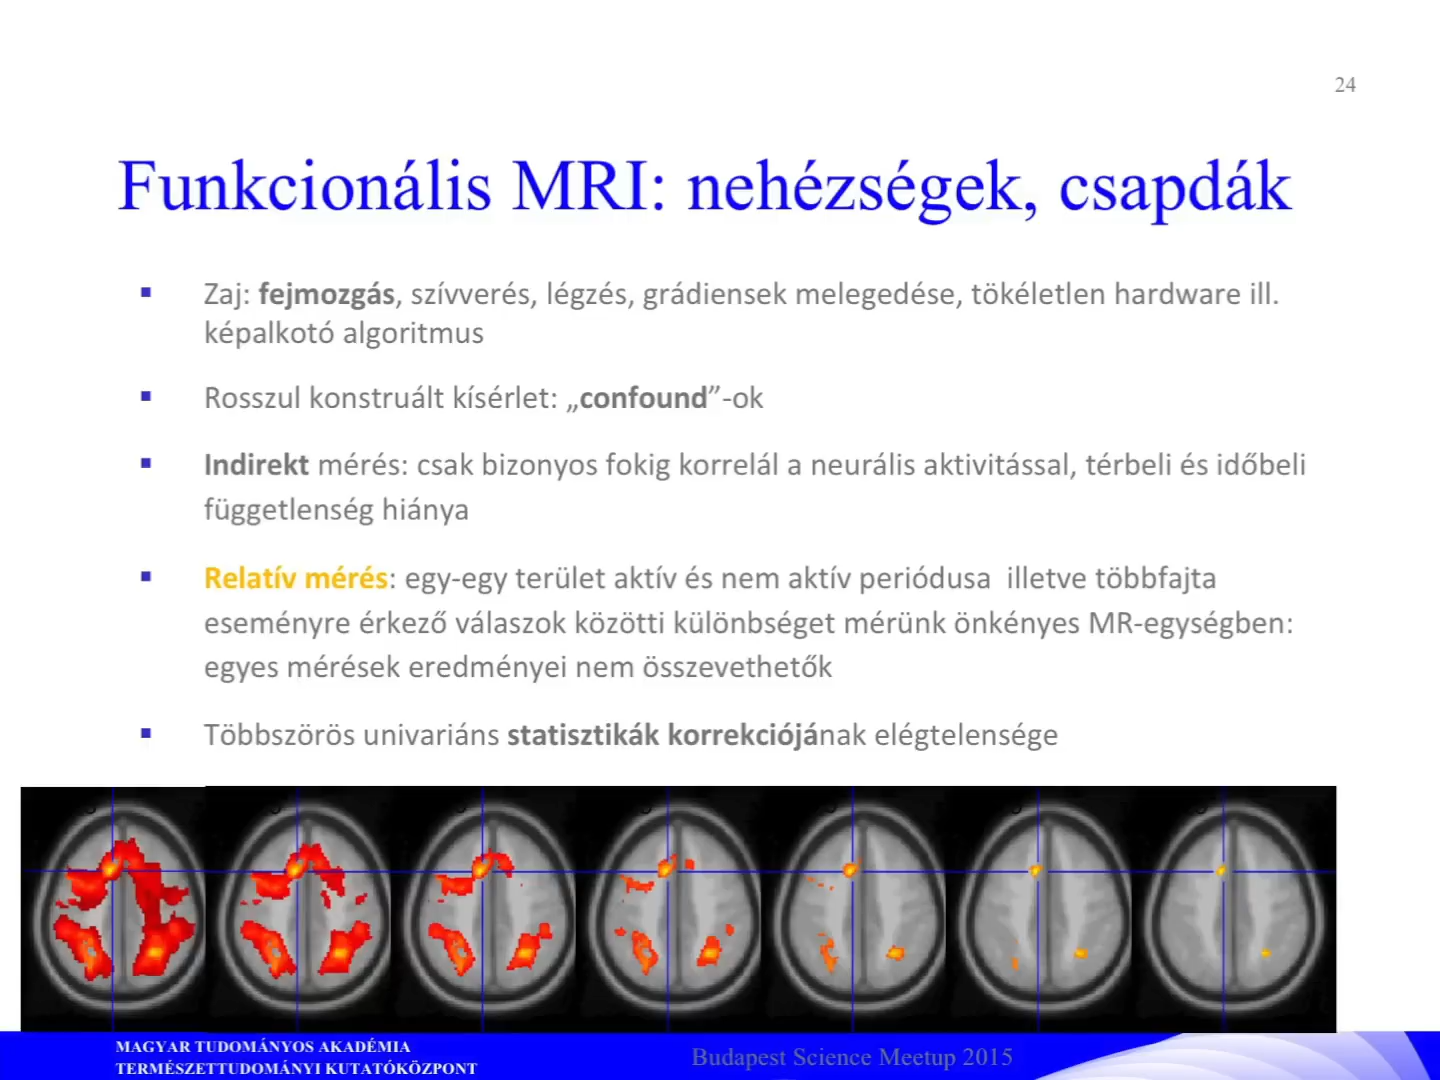 24
Funkcionális MRI: nehézségek, csapdák
▪ Zaj: fejmozgás, szívverés, légzés, grádiensek melegedése, tökéletlen hardware ill.
képalkotó algoritmus
▪ Rosszul konstruált kísérlet: „confound”-ok
▪ Indirekt mérés: csak bizonyos fokig korrelál a neurális aktivitással, térbeli és időbeli
függetlenség hiánya
▪ Relatív mérés: egy-egy terület aktív és nem aktív periódusa illetve többfajta
eseményre érkező válaszok közötti különbséget mérünk önkényes MR-egységben:
egyes mérések eredményei nem összevethetők
▪ Többszörös univariáns statisztikák korrekciójának elégtelensége
MAGYAR TUDOMÁNYOS AKADÉMIA
TERMÉSZETTUDOMÁNYI KUTATÓKÖZPONT
Budapest Science Meetup 2015